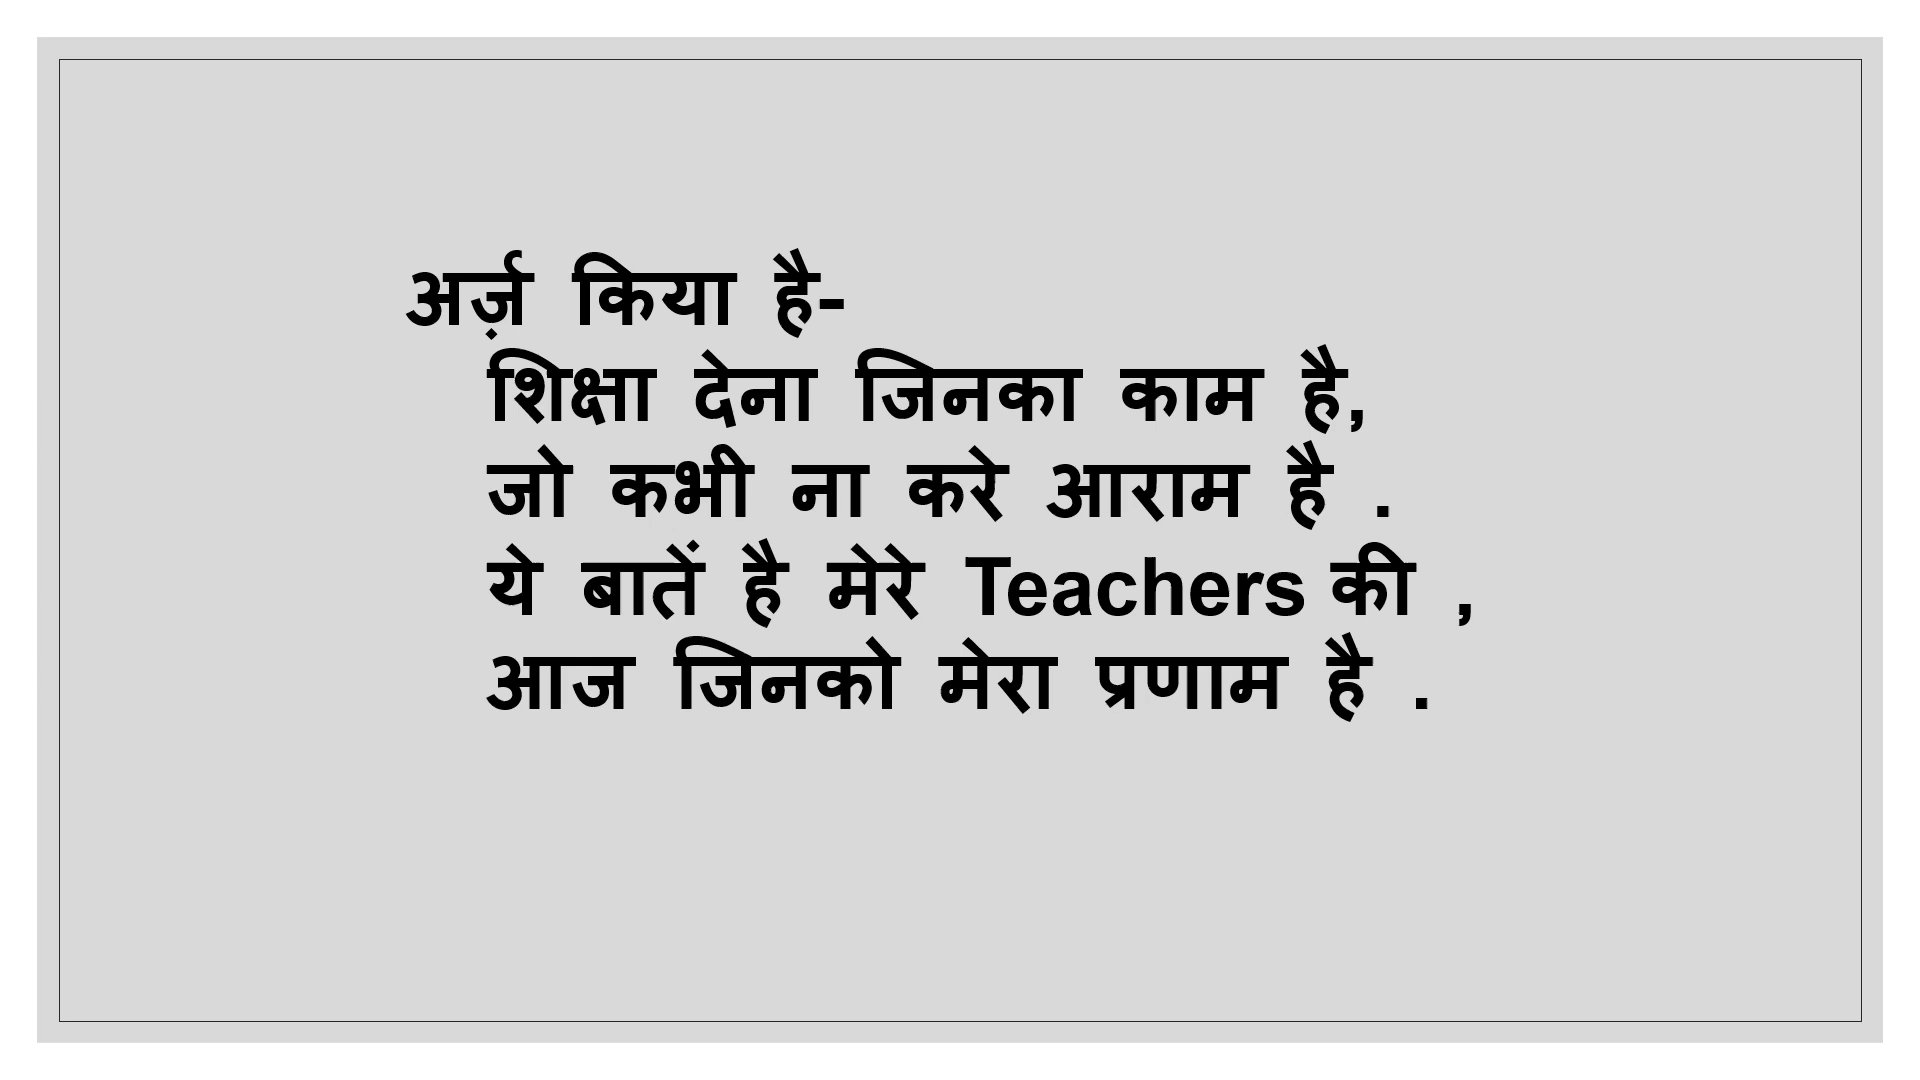 अर्ज़ किया है-
शिक्षा देना जिनका काम है,
जो कभी ना करे आराम है .
ये बातें है मेरे Teachers की ,
आज जिनको मेरा प्रणाम है .